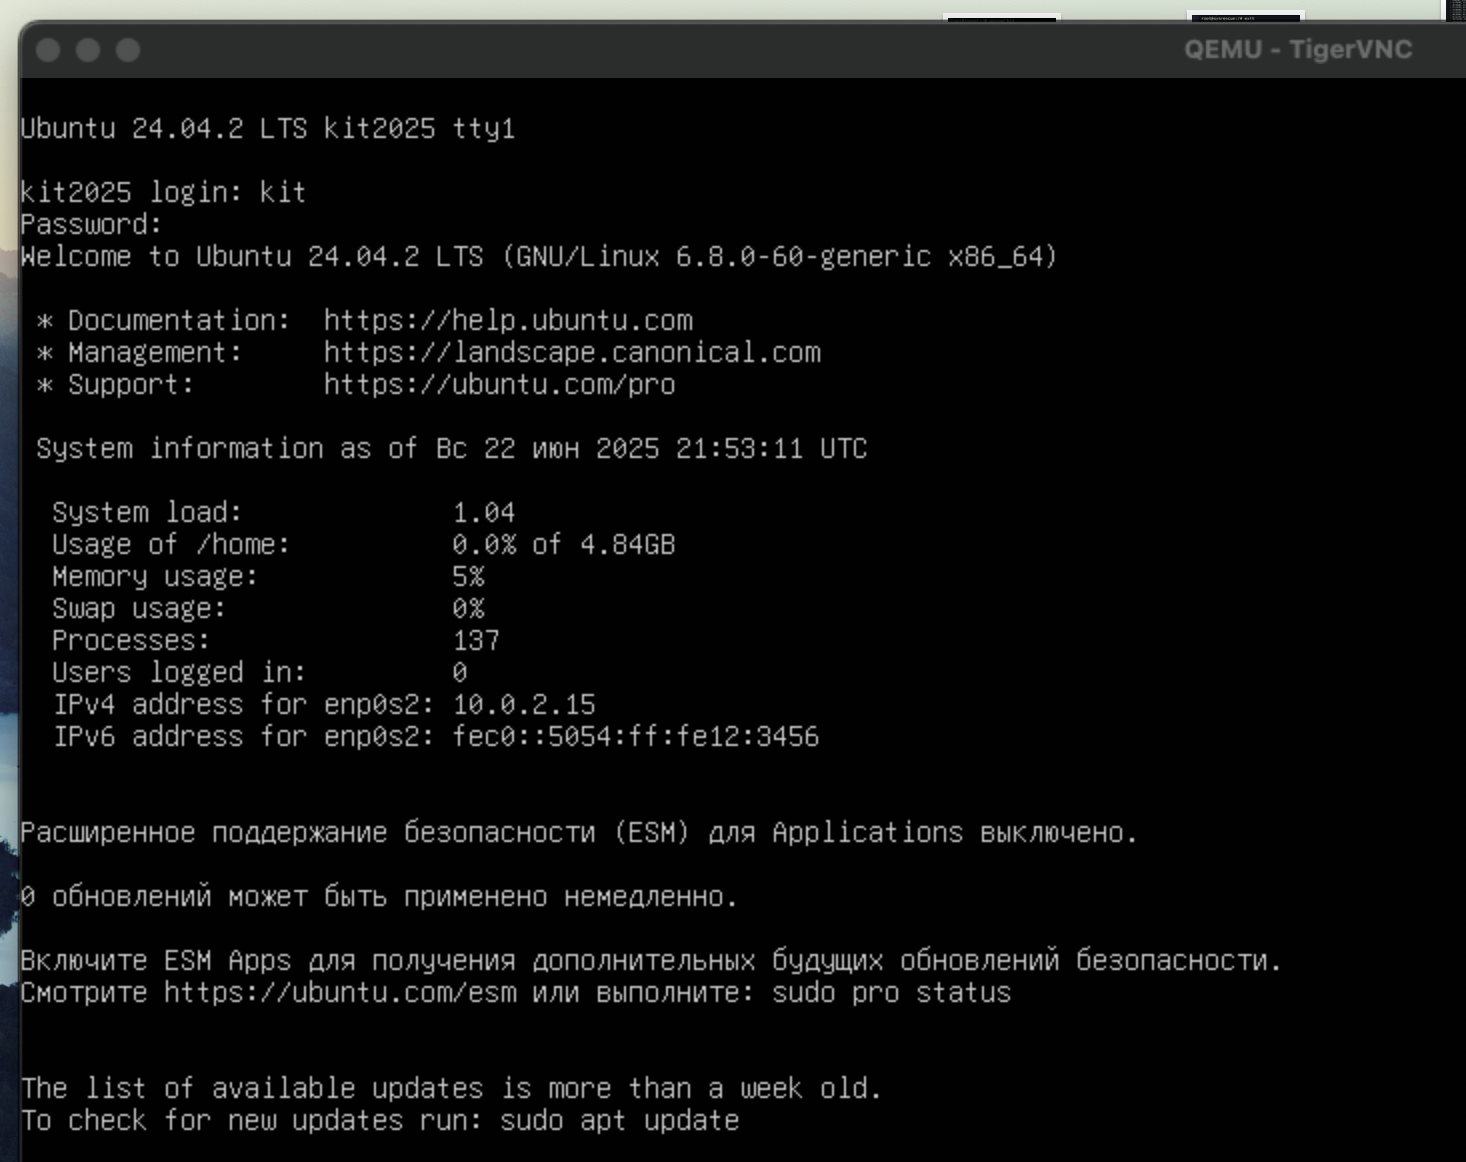 QEMU - TigerVNC
Ubuntu 24.04.2 LTS kit2025 tty1
kit2025 login: kit
Password:
Welcome to Ubuntu 24.04.2 LTS (GNU/Linux 6.8.0-60-generic x86_64)
* Documentation:  https://help.ubuntu.com
* Management:     https://landscape.canonical.com
* Support:        https://ubuntu.com/pro
System information as of Вс 22 июн 2025 21:53:11 UTC
System load:             1.04
Usage of /home:          0.0% of 4.84GB
Memory usage:            5%
Swap usage:              0%
Processes:               137
Users logged in:         0
IPv4 address for enp0s2: 10.0.2.15
IPv6 address for enp0s2: fec0::5054:ff:fe12:3456
Расширенное поддержание безопасности (ESM) для Applications выключено.
0 обновлений может быть применено немедленно.
Включите ESM Apps для получения дополнительных будущих обновлений безопасности.
Смотрите https://ubuntu.com/esm или выполните: sudo pro status
The list of available updates is more than a week old.
To check for new updates run: sudo apt update